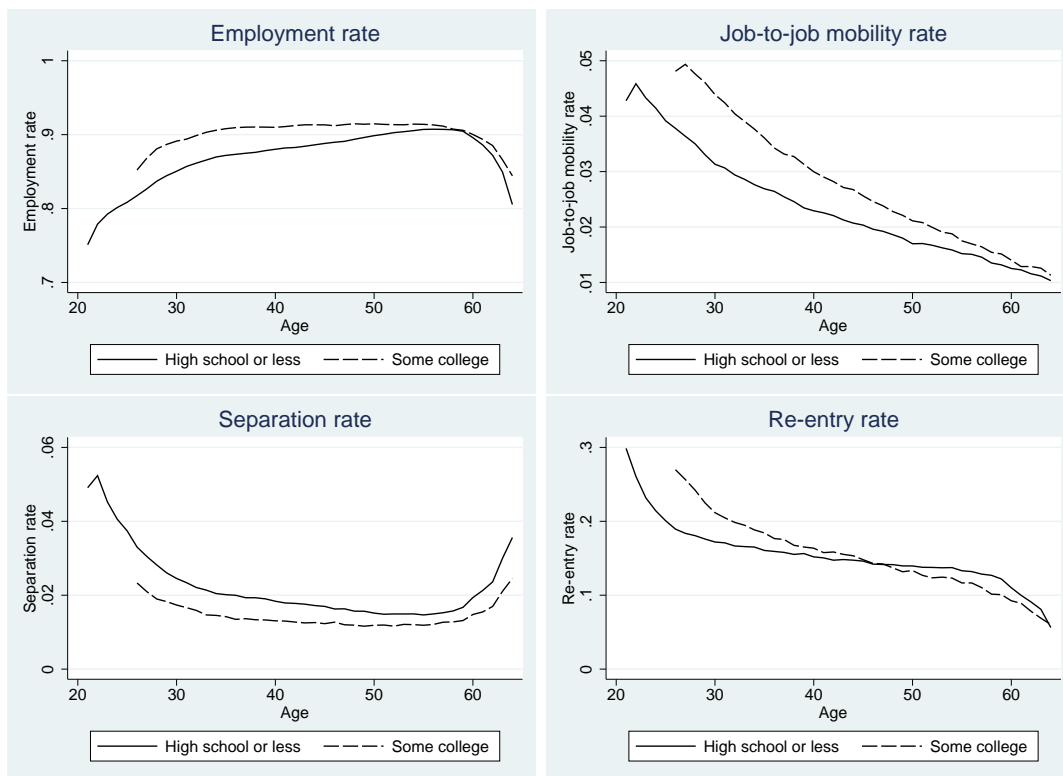 Employment rate
Employment rate
1
.9
.8
.7
20 30 40 50 60
Age
High school or less Some college
Job-to-job mobility rate
Job-to-job mobility rate
.05
.04
.03
.02
.01
20 30 40 50 60
Age
High school or less Some college
Separation rate
Separation rate
.06
.04
.02
0
20 30 40 50 60
Age
High school or less Some college
Re-entry rate
Re-entry rate
.3
.2
.1
0
20 30 40 50 60
Age
High school or less Some college